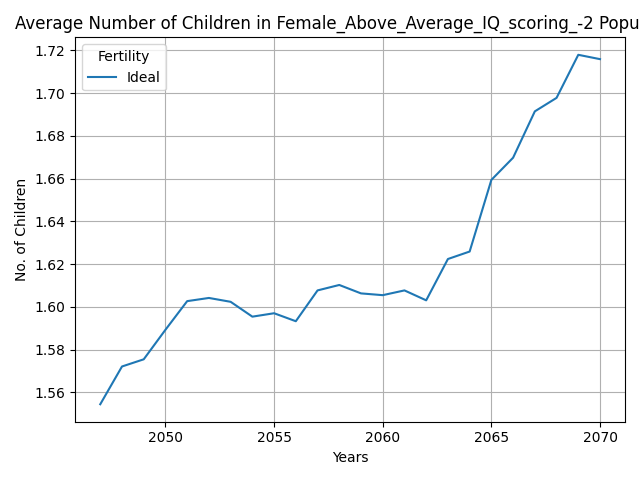 Average Number of Children in Female_Above_Average_IQ_scoring_-2 Popu
1.72
Fertility
Ideal
1.70
1.68
1.66
1.64
1.62
1.60
1.58
1.56
No. of Children
2050
2055
2060
2065
2070
Years